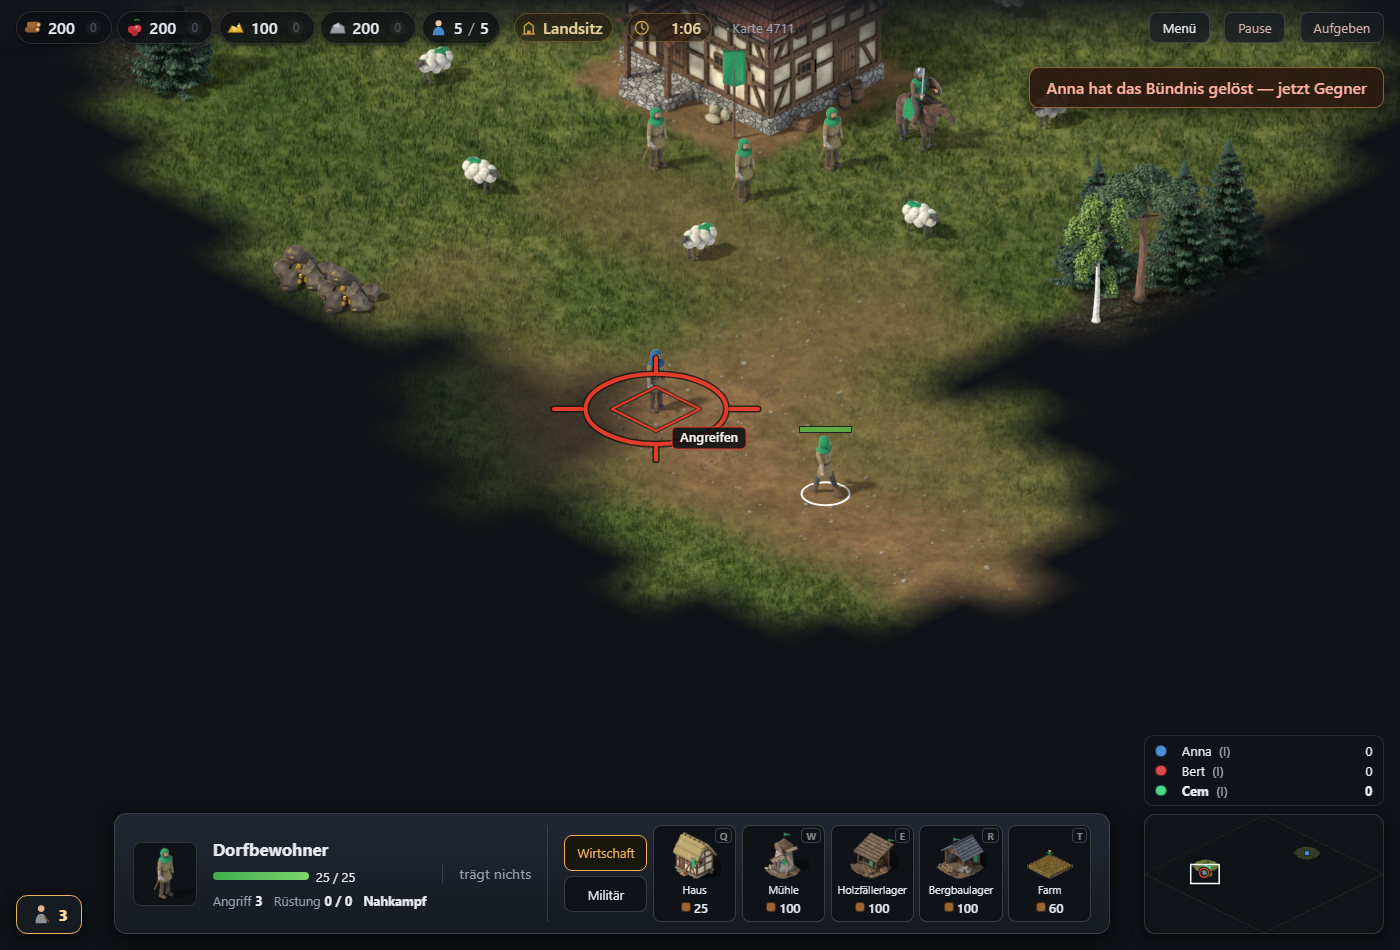 200 0 200 0 100 0 200 0 5 / 5 Landsitz 1:06 Karte 4711 Menü Pause Aufgeben
Anna hat das Bündnis gelöst — jetzt Gegner
Angreifen
Anna (I) 0
Bert (I) 0
Cem (I) 0
Dorfbewohner
25 / 25
Angriff 3 Rüstung 0 / 0 Nahkampf
trägt nichts
Wirtschaft
Militär
Q
Haus
25
W
Mühle
100
E
Holzfällerlager
100
R
Bergbaulager
100
T
Farm
60
3